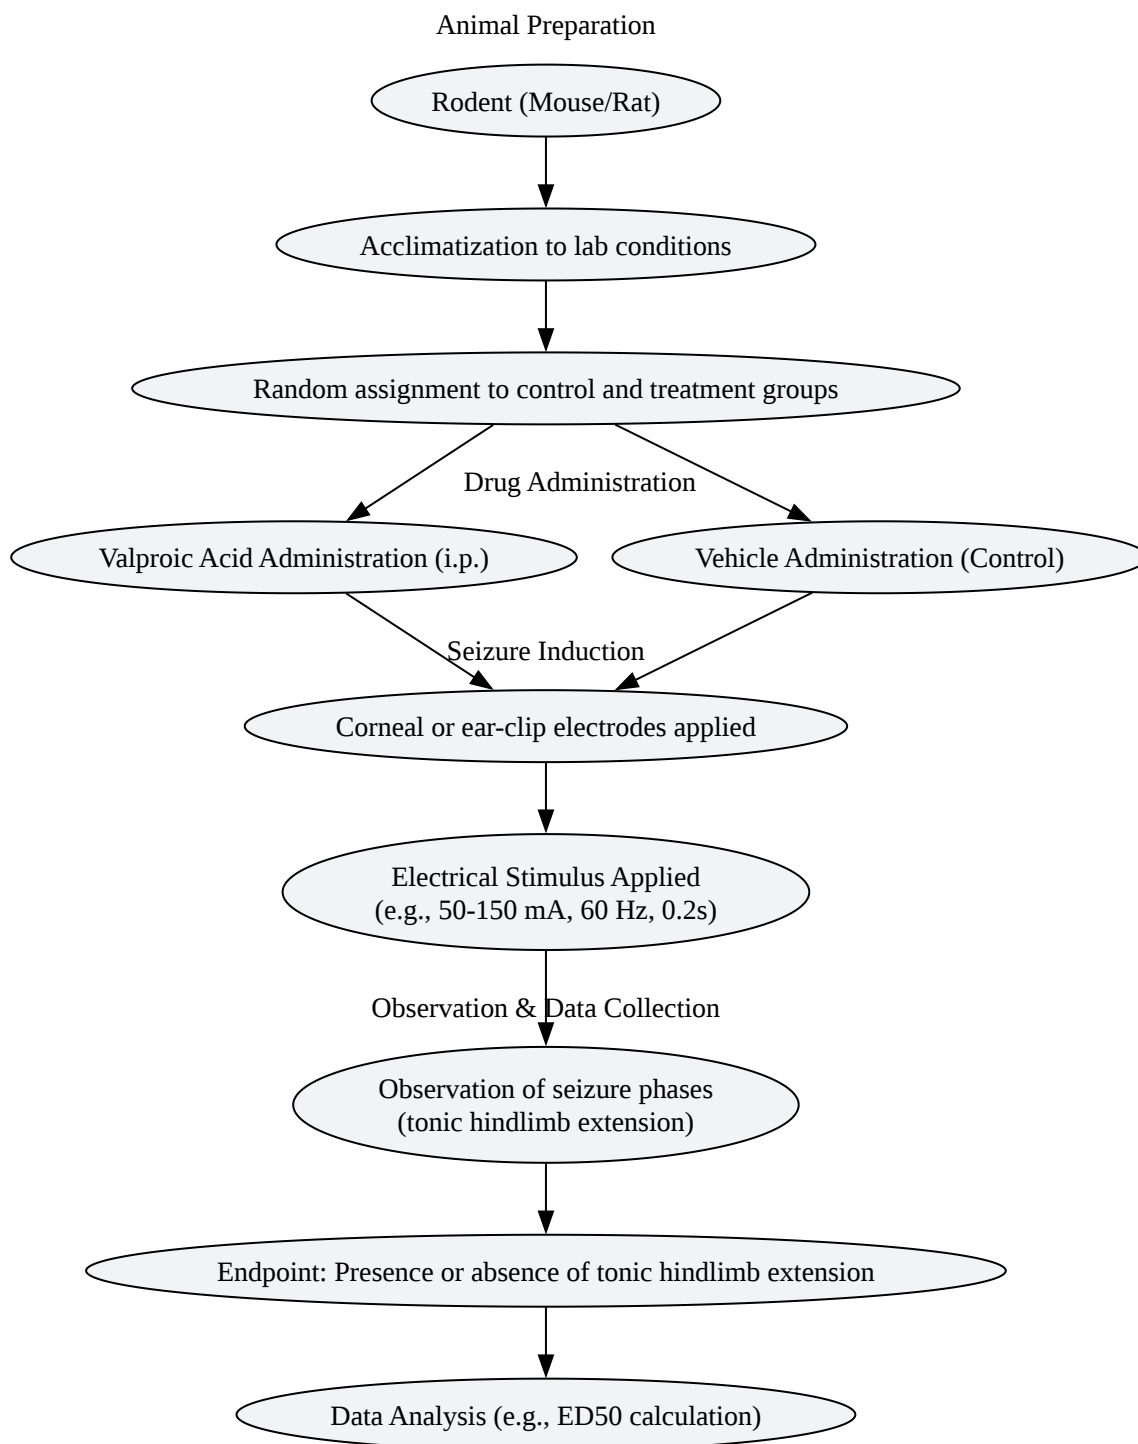 Animal Preparation
Rodent (Mouse/Rat)
Acclimatization to lab conditions
Random assignment to control and treatment groups
Drug Administration
Valproic Acid Administration (i.p.)
Vehicle Administration (Control)
Seizure Induction
Corneal or ear-clip electrodes applied
Electrical Stimulus Applied
(e.g., 50-150 mA, 60 Hz, 0.2s)
Observation & Data Collection
Observation of seizure phases
(tonic hindlimb extension)
Endpoint: Presence or absence of tonic hindlimb extension
Data Analysis (e.g., ED50 calculation)